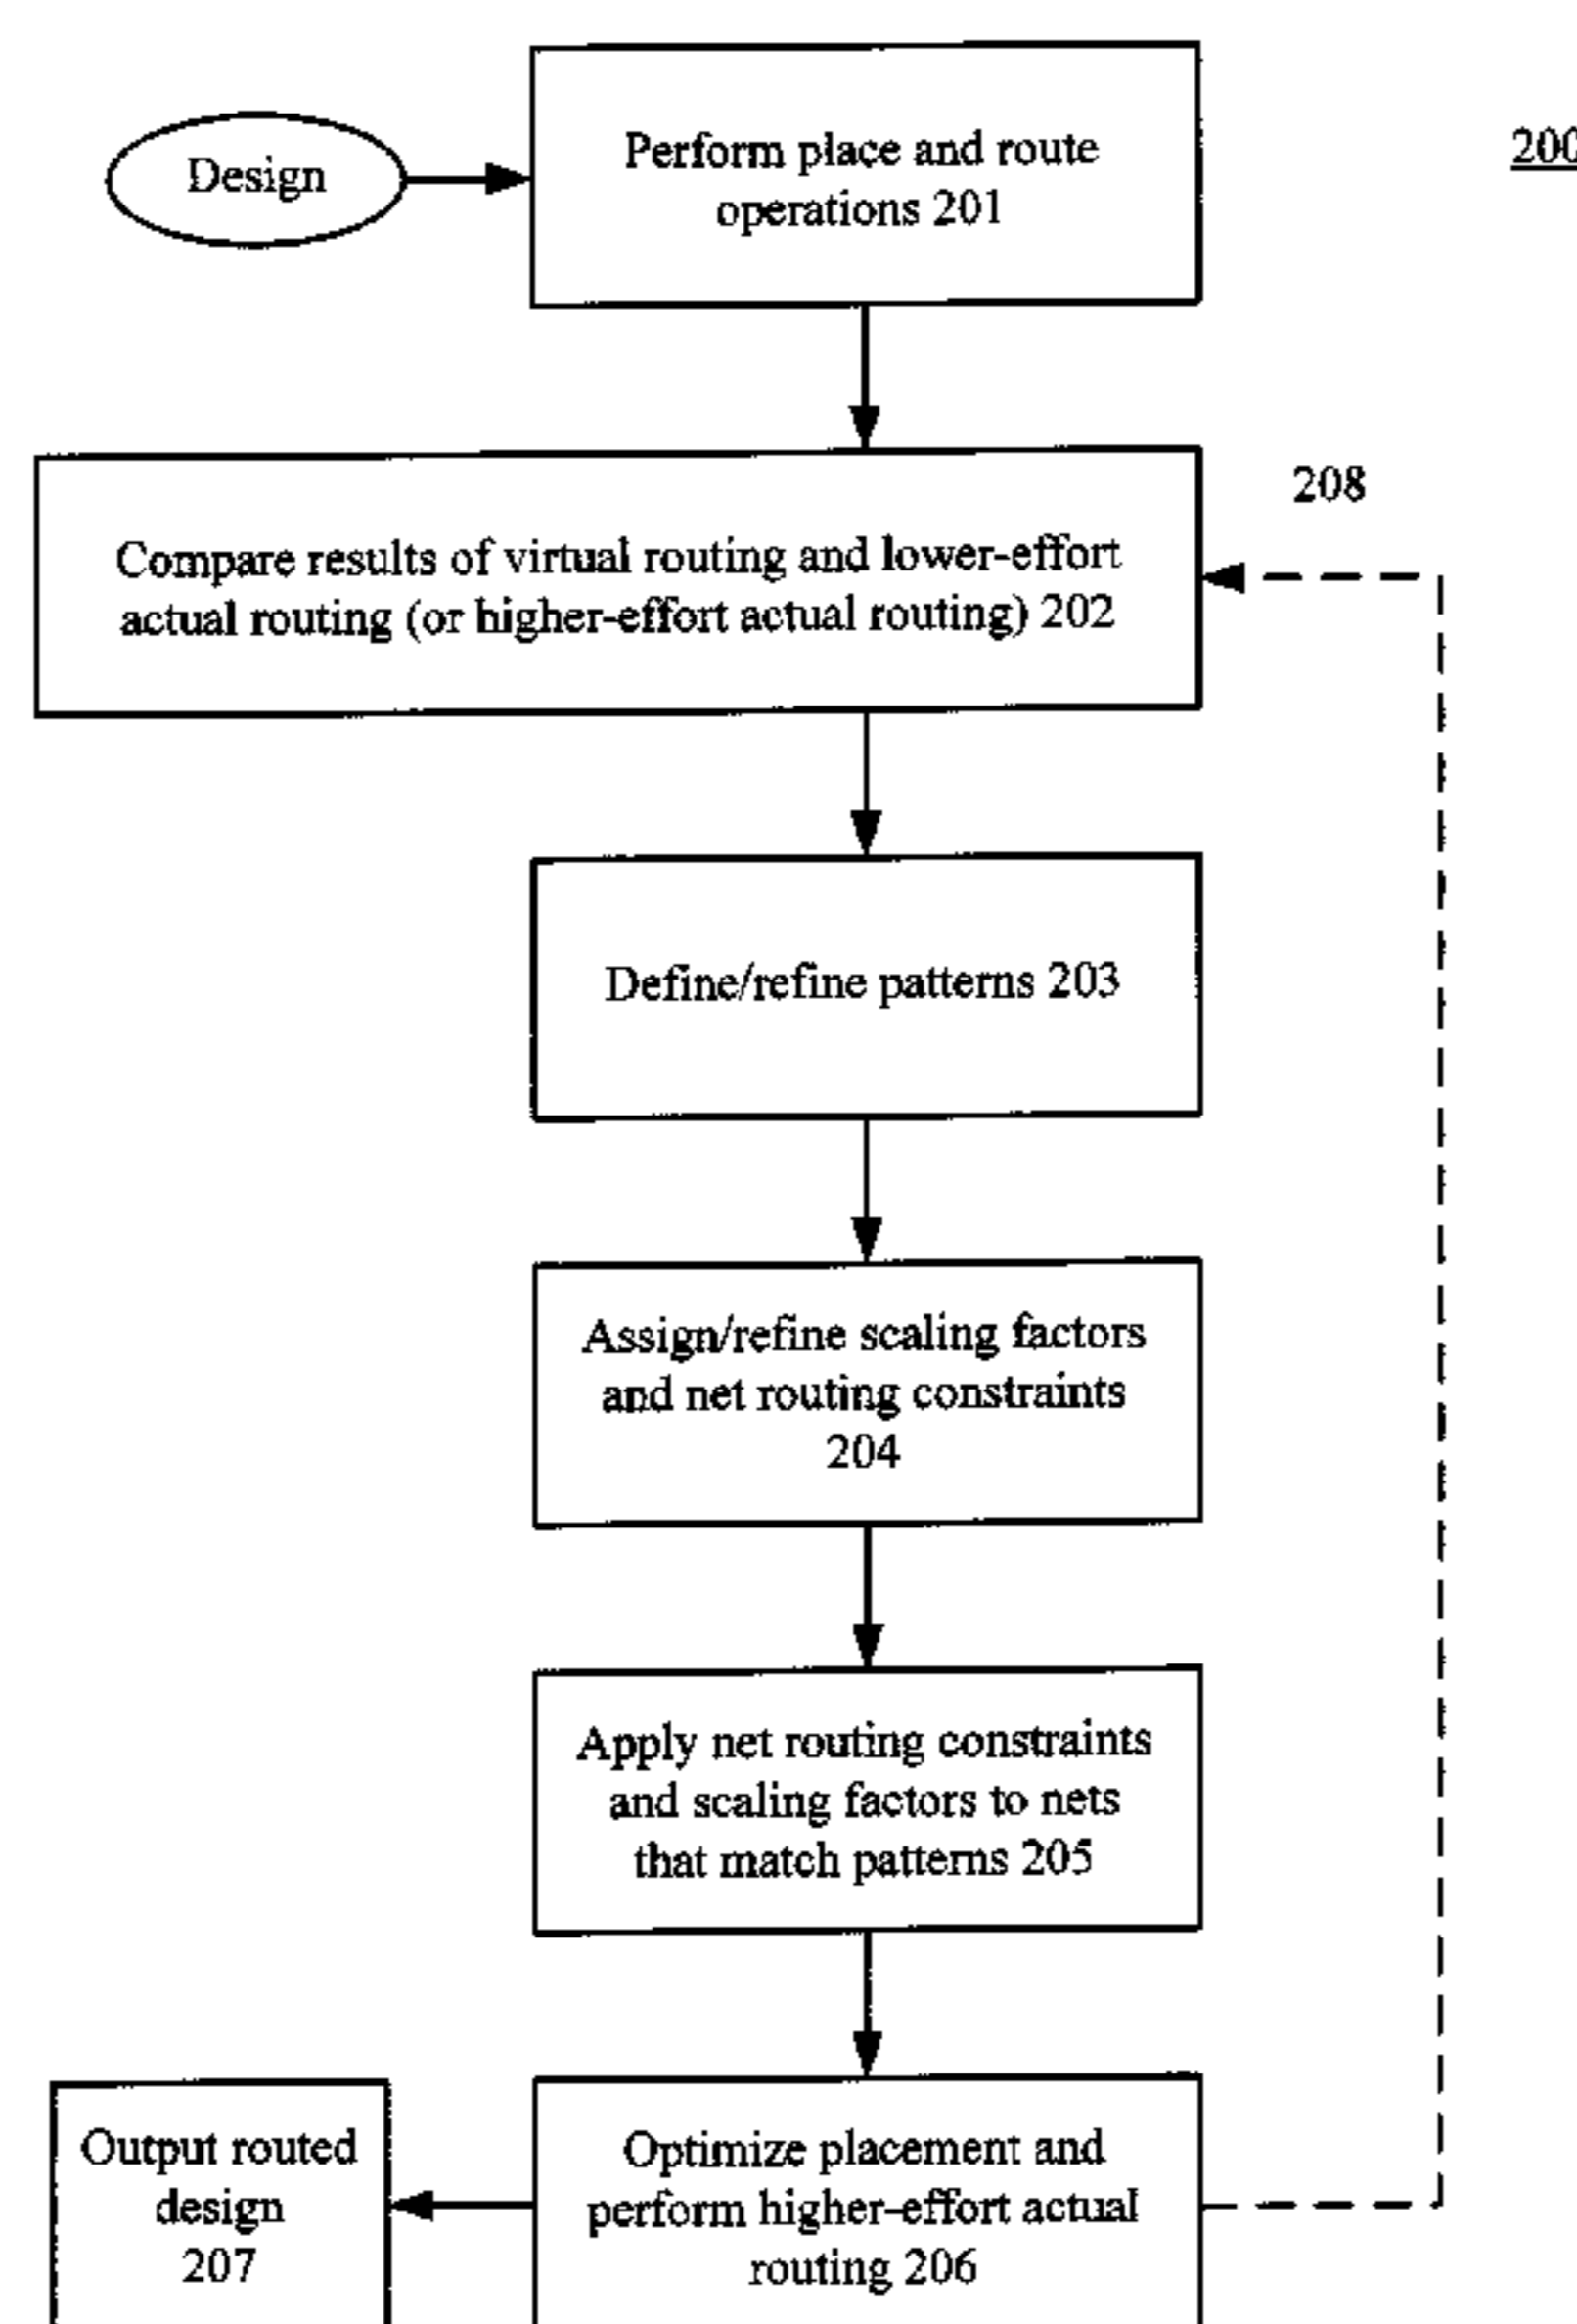 Design
Perform place and route
operations 201
200
Compare results of virtual routing and lower-effort
actual routing (or higher-effort actual routing) 202
208
Define/refine patterns 203
Assign/refine scaling factors
and net routing constraints
204
Apply net routing constraints
and scaling factors to nets
that match patterns 205
Output routed
design
207
Optimize placement and
perform higher-effort actual
routing 206